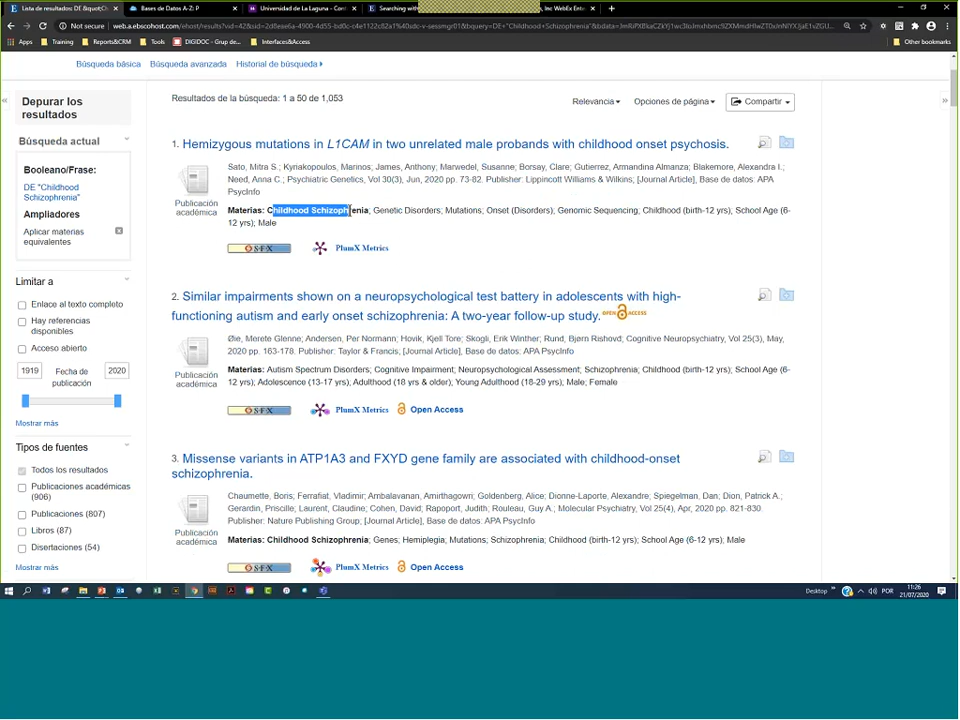 Lista de resultados: DE &quot;Ch
Bases de Datos A-Z: P
Universidad de La Laguna - Cont
Searching with
, Inc WebEx Enter
Not secure
Apps Training Reports&CRM Tools DIGIDOC - Grup de... Interfaces&Access Other bookmarks
Búsqueda básica Búsqueda avanzada Historial de búsqueda
Depurar los
resultados
Búsqueda actual
Booleano/Frase:
DE "Childhood
Schizophrenia"
Ampliadores
Aplicar materias
equivalentes
Limitar a
Enlace al texto completo
Hay referencias
disponibles
Acceso abierto
1919 Fecha de 2020
publicación
Mostrar más
Tipos de fuentes
Todos los resultados
Publicaciones académicas
(906)
Publicaciones (807)
Libros (87)
Disertaciones (54)
Mostrar más
Resultados de la búsqueda: 1 a 50 de 1,053
Relevancia Opciones de página Compartir
1. Hemizygous mutations in L1CAM in two unrelated male probands with childhood onset psychosis.
Sato, Mitra S.; Kyriakopoulos, Marinos; James, Anthony; Marwedel, Susanne; Borsay, Clare; Gutierrez, Armandina Almanza; Blakemore, Alexandra I.;
Need, Anna C.; Psychiatric Genetics, Vol 30(3), Jun, 2020 pp. 73-82. Publisher: Lippincott Williams & Wilkins; [Journal Article], Base de datos: APA
PsycInfo
Publicación
académica
Materias: Childhood Schizophrenia; Genetic Disorders; Mutations; Onset (Disorders); Genomic Sequencing; Childhood (birth-12 yrs); School Age (6-
12 yrs); Male
S·F·X PlumX Metrics
2. Similar impairments shown on a neuropsychological test battery in adolescents with high-
functioning autism and early onset schizophrenia: A two-year follow-up study. OPEN ACCESS
Øie, Merete Glenne; Andersen, Per Normann; Hovik, Kjell Tore; Skogli, Erik Winther; Rund, Bjørn Rishovd; Cognitive Neuropsychiatry, Vol 25(3), May,
2020 pp. 163-178. Publisher: Taylor & Francis, [Journal Article], Base de datos: APA PsycInfo
Publicación
académica
Materias: Autism Spectrum Disorders; Cognitive Impairment; Neuropsychological Assessment; Schizophrenia; Childhood (birth-12 yrs); School Age (6-
12 yrs); Adolescence (13-17 yrs); Adulthood (18 yrs & older); Young Adulthood (18-29 yrs); Male; Female
S·F·X PlumX Metrics Open Access
3. Missense variants in ATP1A3 and FXYD gene family are associated with childhood-onset
schizophrenia.
Chaumette, Boris; Ferrafiat, Vladimir; Ambalavanan, Amirthagowri; Goldenberg, Alice; Dionne-Laporte, Alexandre; Spiegelman, Dan; Dion, Patrick A.;
Gerardin, Priscille; Laurent, Claudine; Cohen, David; Rapoport, Judith; Rouleau, Guy A.; Molecular Psychiatry, Vol 25(4), Apr, 2020 pp. 821-830.
Publisher: Nature Publishing Group; [Journal Article], Base de datos: APA PsycInfo
Publicación
académica
Materias: Childhood Schizophrenia; Genes; Hemiplegia; Mutations; Schizophrenia; Childhood (birth-12 yrs); School Age (6-12 yrs); Male
S·F·X PlumX Metrics Open Access
Desktop POR 11:26
21/07/2020